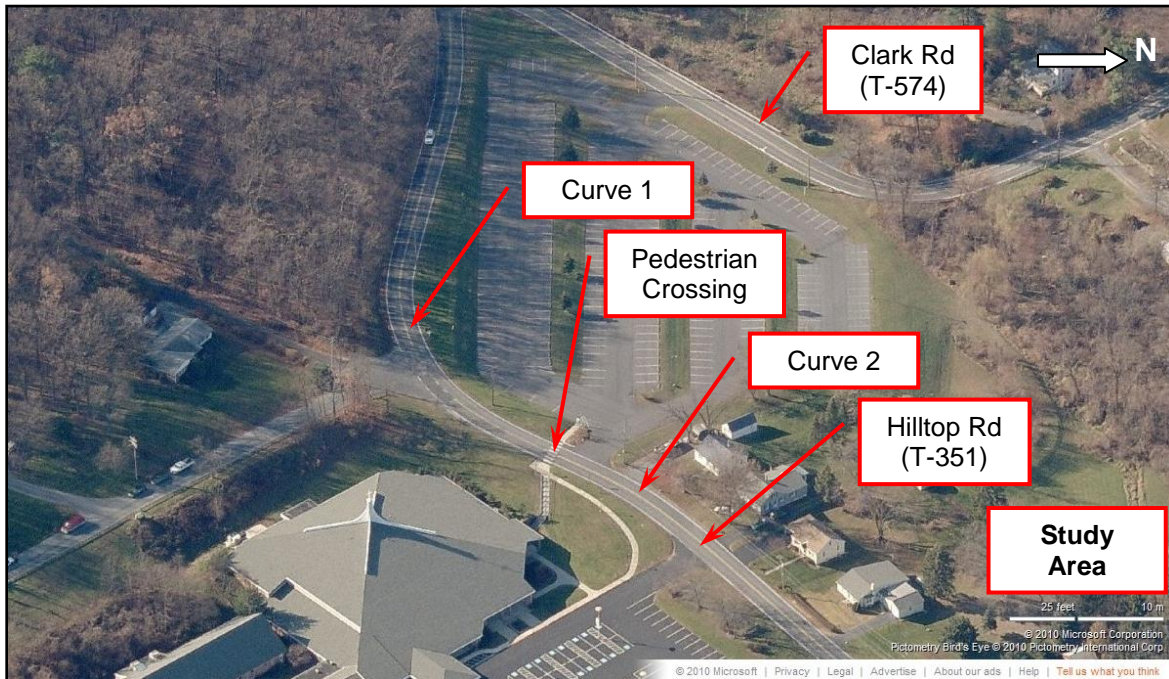 Clark Rd
(T-574)
N
Curve 1
Pedestrian
Crossing
Curve 2
Hilltop Rd
(T-351)
Study
Area
25 feet 10 m
© 2010 Microsoft Corporation
Pictometry Bird's Eye © 2010 Pictometry International Corp
© 2010 Microsoft | Privacy | Legal | Advertise | About our ads | Help | Tell us what you think